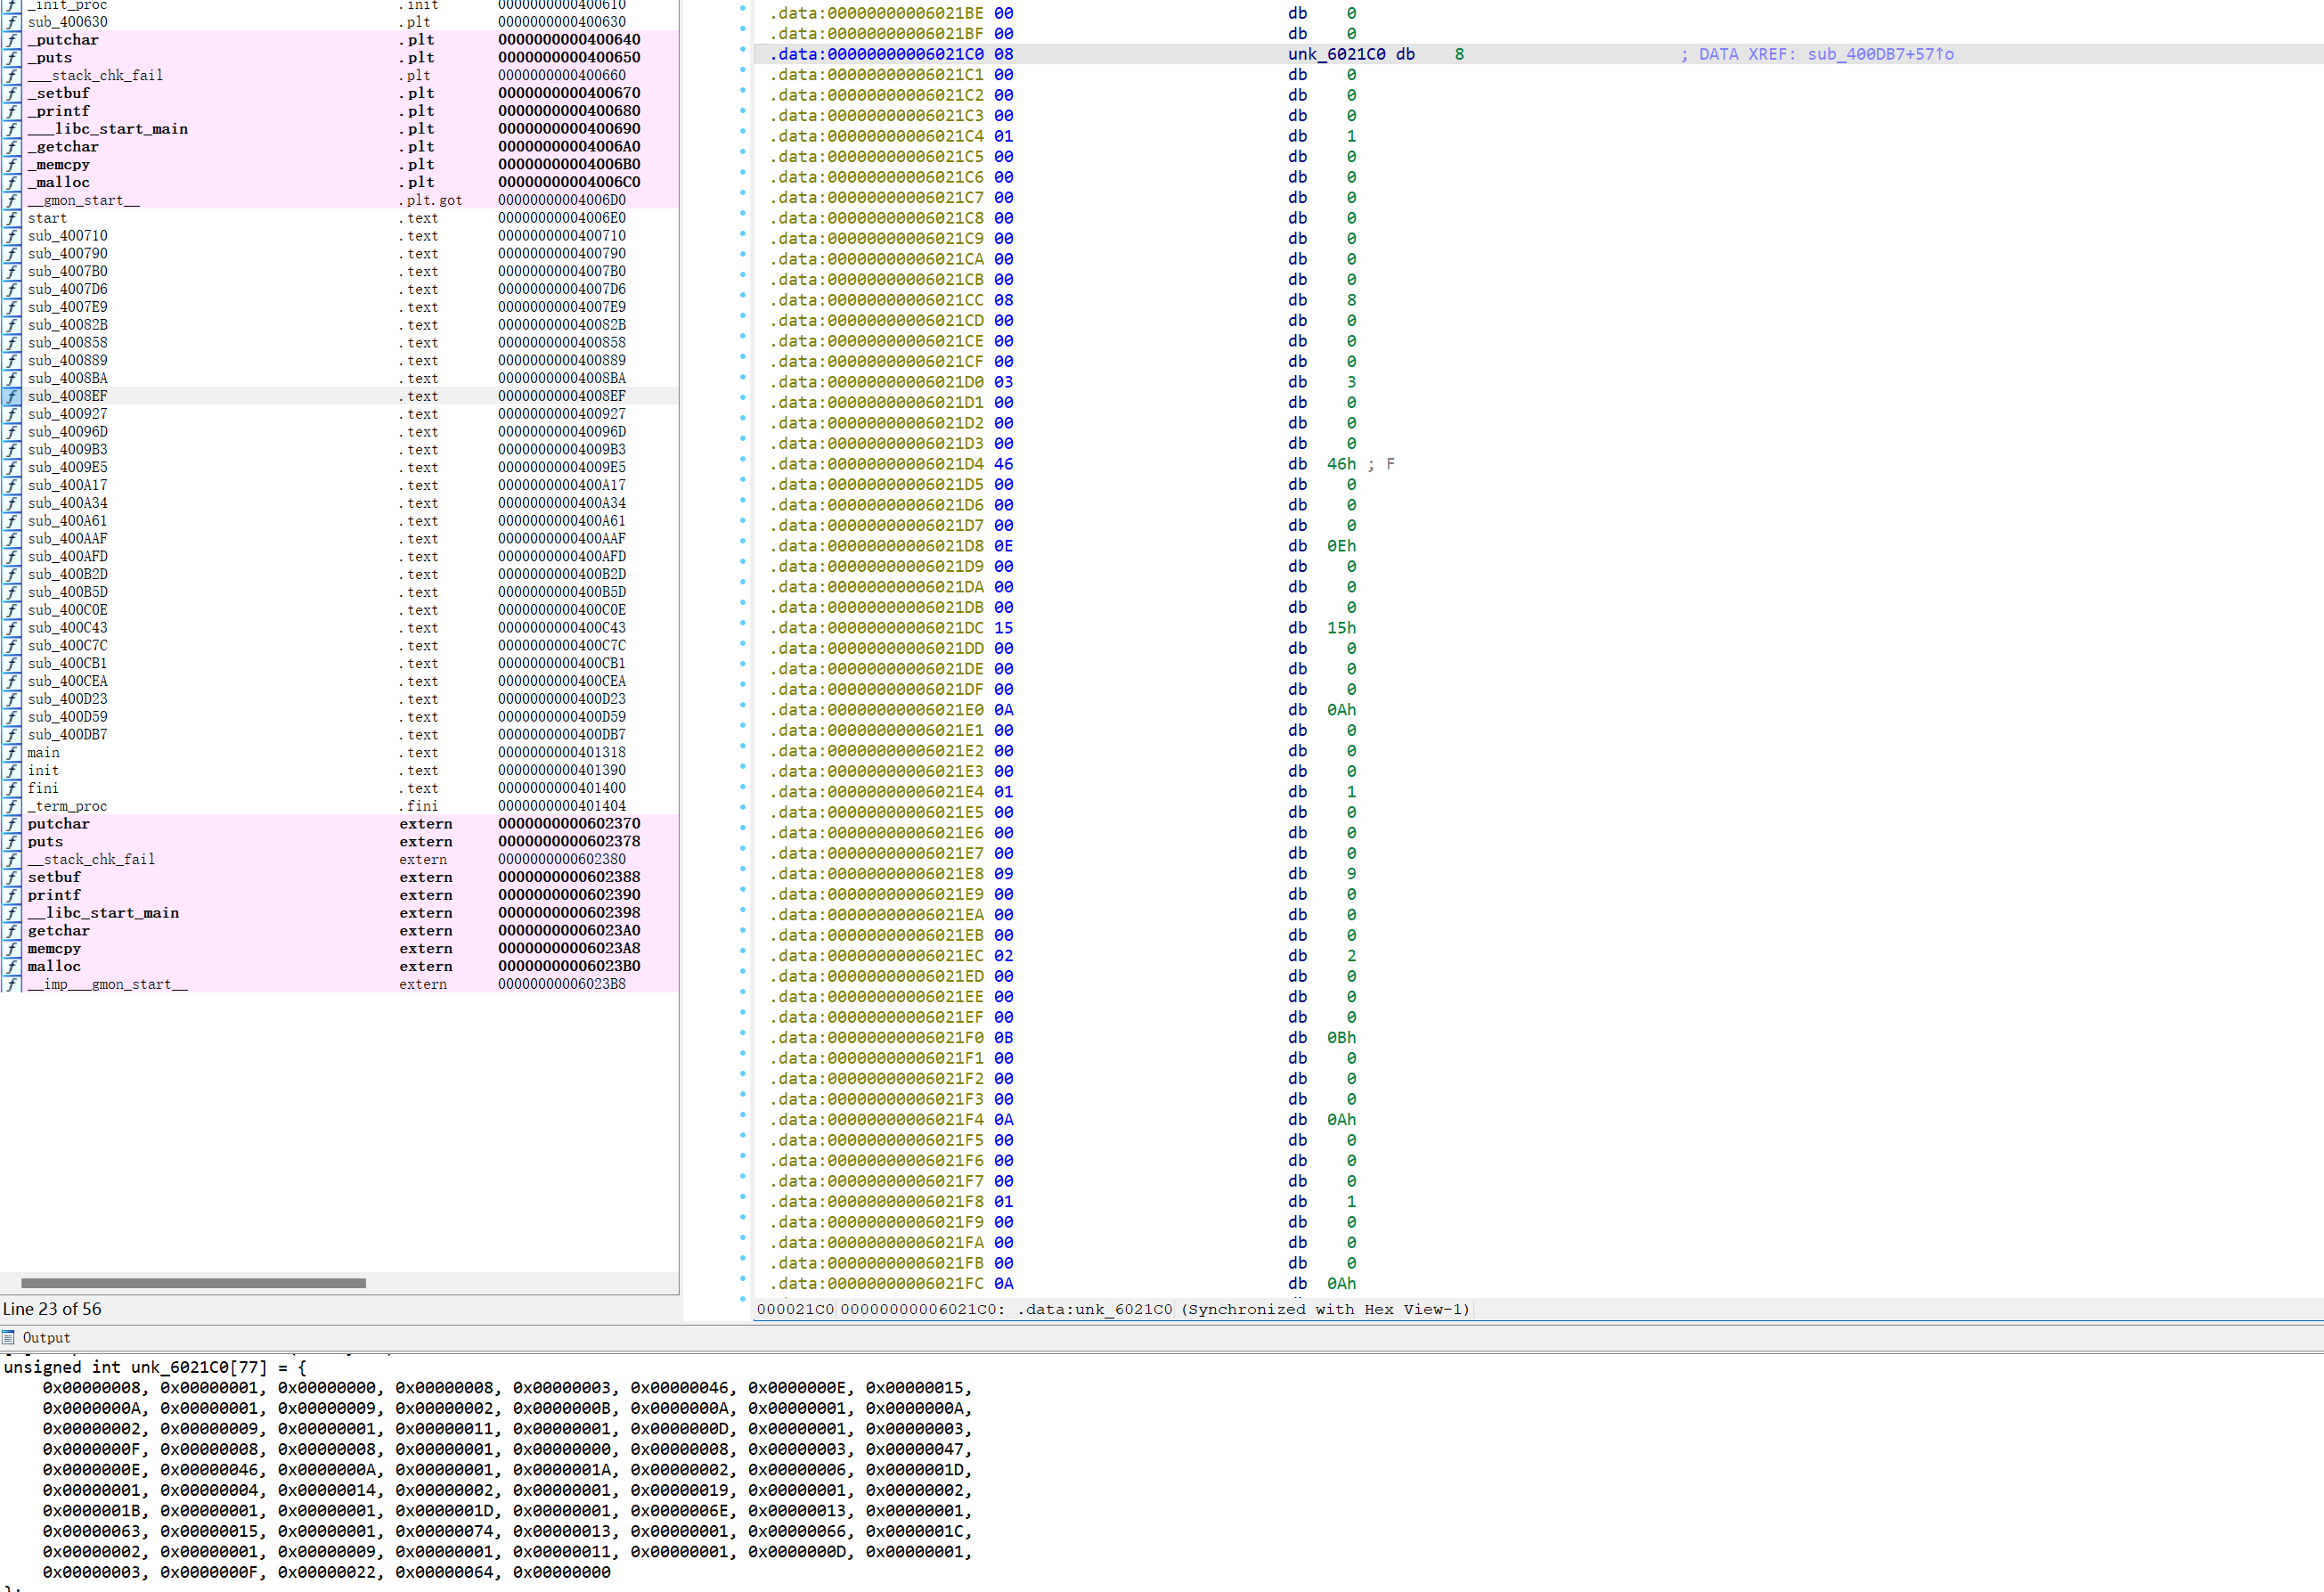 _init_proc .init 0000000000400610
sub_400630 .plt 0000000000400630
_putchar .plt 0000000000400640
_puts .plt 0000000000400650
___stack_chk_fail .plt 0000000000400660
_setbuf .plt 0000000000400670
_printf .plt 0000000000400680
___libc_start_main .plt 0000000000400690
_getchar .plt 00000000004006A0
_memcpy .plt 00000000004006B0
_malloc .plt 00000000004006C0
__gmon_start__ .plt.got 00000000004006D0
start .text 00000000004006E0
sub_400710 .text 0000000000400710
sub_400790 .text 0000000000400790
sub_4007B0 .text 00000000004007B0
sub_4007D6 .text 00000000004007D6
sub_4007E9 .text 00000000004007E9
sub_40082B .text 000000000040082B
sub_400858 .text 0000000000400858
sub_400889 .text 0000000000400889
sub_4008BA .text 00000000004008BA
sub_4008EF .text 00000000004008EF
sub_400927 .text 0000000000400927
sub_40096D .text 000000000040096D
sub_4009B3 .text 00000000004009B3
sub_4009E5 .text 00000000004009E5
sub_400A17 .text 0000000000400A17
sub_400A34 .text 0000000000400A34
sub_400A61 .text 0000000000400A61
sub_400AAF .text 0000000000400AAF
sub_400AFD .text 0000000000400AFD
sub_400B2D .text 0000000000400B2D
sub_400B5D .text 0000000000400B5D
sub_400C0E .text 0000000000400C0E
sub_400C43 .text 0000000000400C43
sub_400C7C .text 0000000000400C7C
sub_400CB1 .text 0000000000400CB1
sub_400CEA .text 0000000000400CEA
sub_400D23 .text 0000000000400D23
sub_400D59 .text 0000000000400D59
sub_400DB7 .text 0000000000400DB7
main .text 0000000000401318
init .text 0000000000401390
fini .text 0000000000401400
_term_proc .fini 0000000000401404
putchar extern 0000000000602370
puts extern 0000000000602378
__stack_chk_fail extern 0000000000602380
setbuf extern 0000000000602388
printf extern 0000000000602390
__libc_start_main extern 0000000000602398
getchar extern 00000000006023A0
memcpy extern 00000000006023A8
malloc extern 00000000006023B0
__imp___gmon_start__ extern 00000000006023B8
Line 23 of 56
.data:00000000006021BE 00 db 0
.data:00000000006021BF 00 db 0
.data:00000000006021C0 08 unk_6021C0 db 8 ; DATA XREF: sub_400DB7+57↑o
.data:00000000006021C1 00 db 0
.data:00000000006021C2 00 db 0
.data:00000000006021C3 00 db 0
.data:00000000006021C4 01 db 1
.data:00000000006021C5 00 db 0
.data:00000000006021C6 00 db 0
.data:00000000006021C7 00 db 0
.data:00000000006021C8 00 db 0
.data:00000000006021C9 00 db 0
.data:00000000006021CA 00 db 0
.data:00000000006021CB 00 db 0
.data:00000000006021CC 08 db 8
.data:00000000006021CD 00 db 0
.data:00000000006021CE 00 db 0
.data:00000000006021CF 00 db 0
.data:00000000006021D0 03 db 3
.data:00000000006021D1 00 db 0
.data:00000000006021D2 00 db 0
.data:00000000006021D3 00 db 0
.data:00000000006021D4 46 db 46h ; F
.data:00000000006021D5 00 db 0
.data:00000000006021D6 00 db 0
.data:00000000006021D7 00 db 0
.data:00000000006021D8 0E db 0Eh
.data:00000000006021D9 00 db 0
.data:00000000006021DA 00 db 0
.data:00000000006021DB 00 db 0
.data:00000000006021DC 15 db 15h
.data:00000000006021DD 00 db 0
.data:00000000006021DE 00 db 0
.data:00000000006021DF 00 db 0
.data:00000000006021E0 0A db 0Ah
.data:00000000006021E1 00 db 0
.data:00000000006021E2 00 db 0
.data:00000000006021E3 00 db 0
.data:00000000006021E4 01 db 1
.data:00000000006021E5 00 db 0
.data:00000000006021E6 00 db 0
.data:00000000006021E7 00 db 0
.data:00000000006021E8 09 db 9
.data:00000000006021E9 00 db 0
.data:00000000006021EA 00 db 0
.data:00000000006021EB 00 db 0
.data:00000000006021EC 02 db 2
.data:00000000006021ED 00 db 0
.data:00000000006021EE 00 db 0
.data:00000000006021EF 00 db 0
.data:00000000006021F0 0B db 0Bh
.data:00000000006021F1 00 db 0
.data:00000000006021F2 00 db 0
.data:00000000006021F3 00 db 0
.data:00000000006021F4 0A db 0Ah
.data:00000000006021F5 00 db 0
.data:00000000006021F6 00 db 0
.data:00000000006021F7 00 db 0
.data:00000000006021F8 01 db 1
.data:00000000006021F9 00 db 0
.data:00000000006021FA 00 db 0
.data:00000000006021FB 00 db 0
.data:00000000006021FC 0A db 0Ah
000021C0 00000000006021C0: .data:unk_6021C0 (Synchronized with Hex View-1)
Output
unsigned int unk_6021C0[77] = {
0x00000008, 0x00000001, 0x00000000, 0x00000008, 0x00000003, 0x00000046, 0x0000000E, 0x00000015,
0x0000000A, 0x00000001, 0x00000009, 0x00000002, 0x0000000B, 0x0000000A, 0x00000001, 0x0000000A,
0x00000002, 0x00000009, 0x00000001, 0x00000011, 0x00000001, 0x0000000D, 0x00000001, 0x00000003,
0x0000000F, 0x00000008, 0x00000008, 0x00000001, 0x00000000, 0x00000008, 0x00000003, 0x00000047,
0x0000000E, 0x00000046, 0x0000000A, 0x00000001, 0x0000001A, 0x00000002, 0x00000006, 0x0000001D,
0x00000001, 0x00000004, 0x00000014, 0x00000002, 0x00000001, 0x00000019, 0x00000001, 0x00000002,
0x0000001B, 0x00000001, 0x00000001, 0x0000001D, 0x00000001, 0x0000006E, 0x00000013, 0x00000001,
0x00000063, 0x00000015, 0x00000001, 0x00000074, 0x00000013, 0x00000001, 0x00000066, 0x0000001C,
0x00000002, 0x00000001, 0x00000009, 0x00000001, 0x00000011, 0x00000001, 0x0000000D, 0x00000001,
0x00000003, 0x0000000F, 0x00000022, 0x00000064, 0x00000000
};